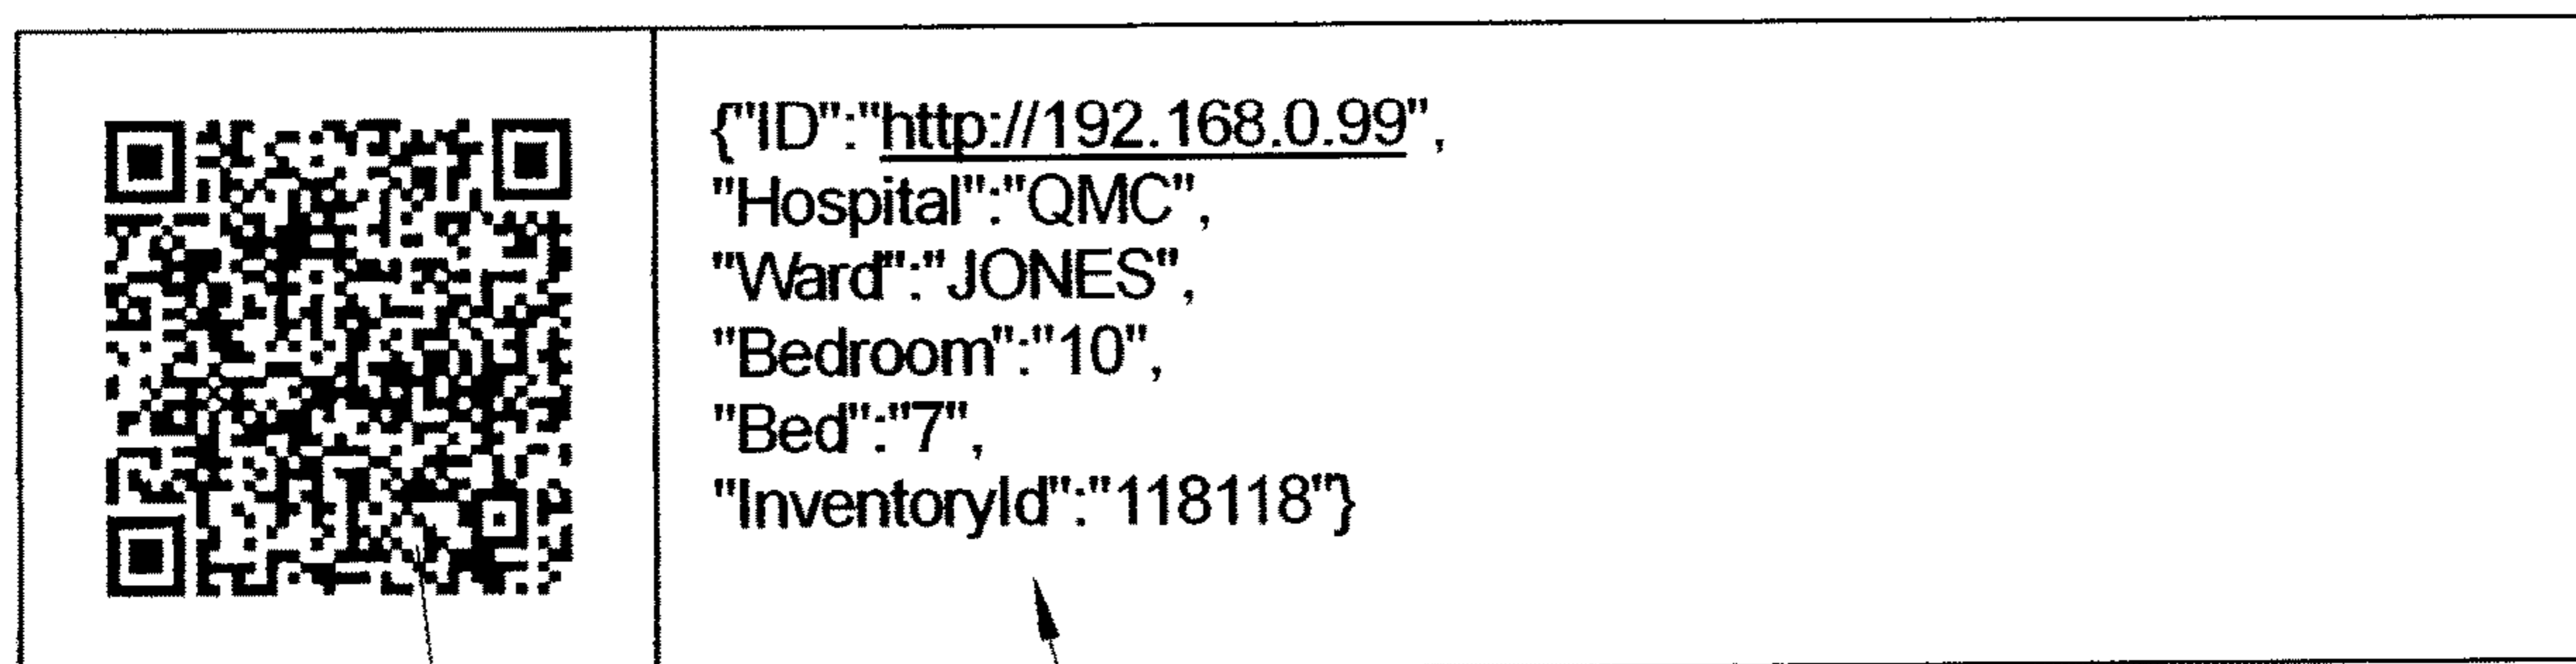 {"ID":"http://192.168.0.99",
"Hospital":"QMC",
"Ward":"JONES",
"Bedroom":"10",
"Bed":"7",
"InventoryId":"118118"}